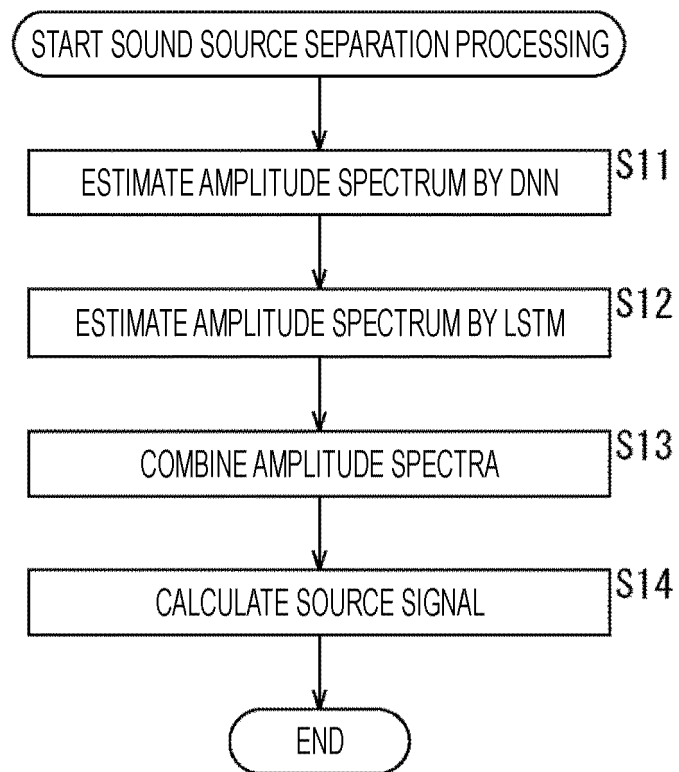 START SOUND SOURCE SEPARATION PROCESSING
S11
ESTIMATE AMPLITUDE SPECTRUM BY DNN
S12
ESTIMATE AMPLITUDE SPECTRUM BY LSTM
S13
COMBINE AMPLITUDE SPECTRA
S14
CALCULATE SOURCE SIGNAL
END